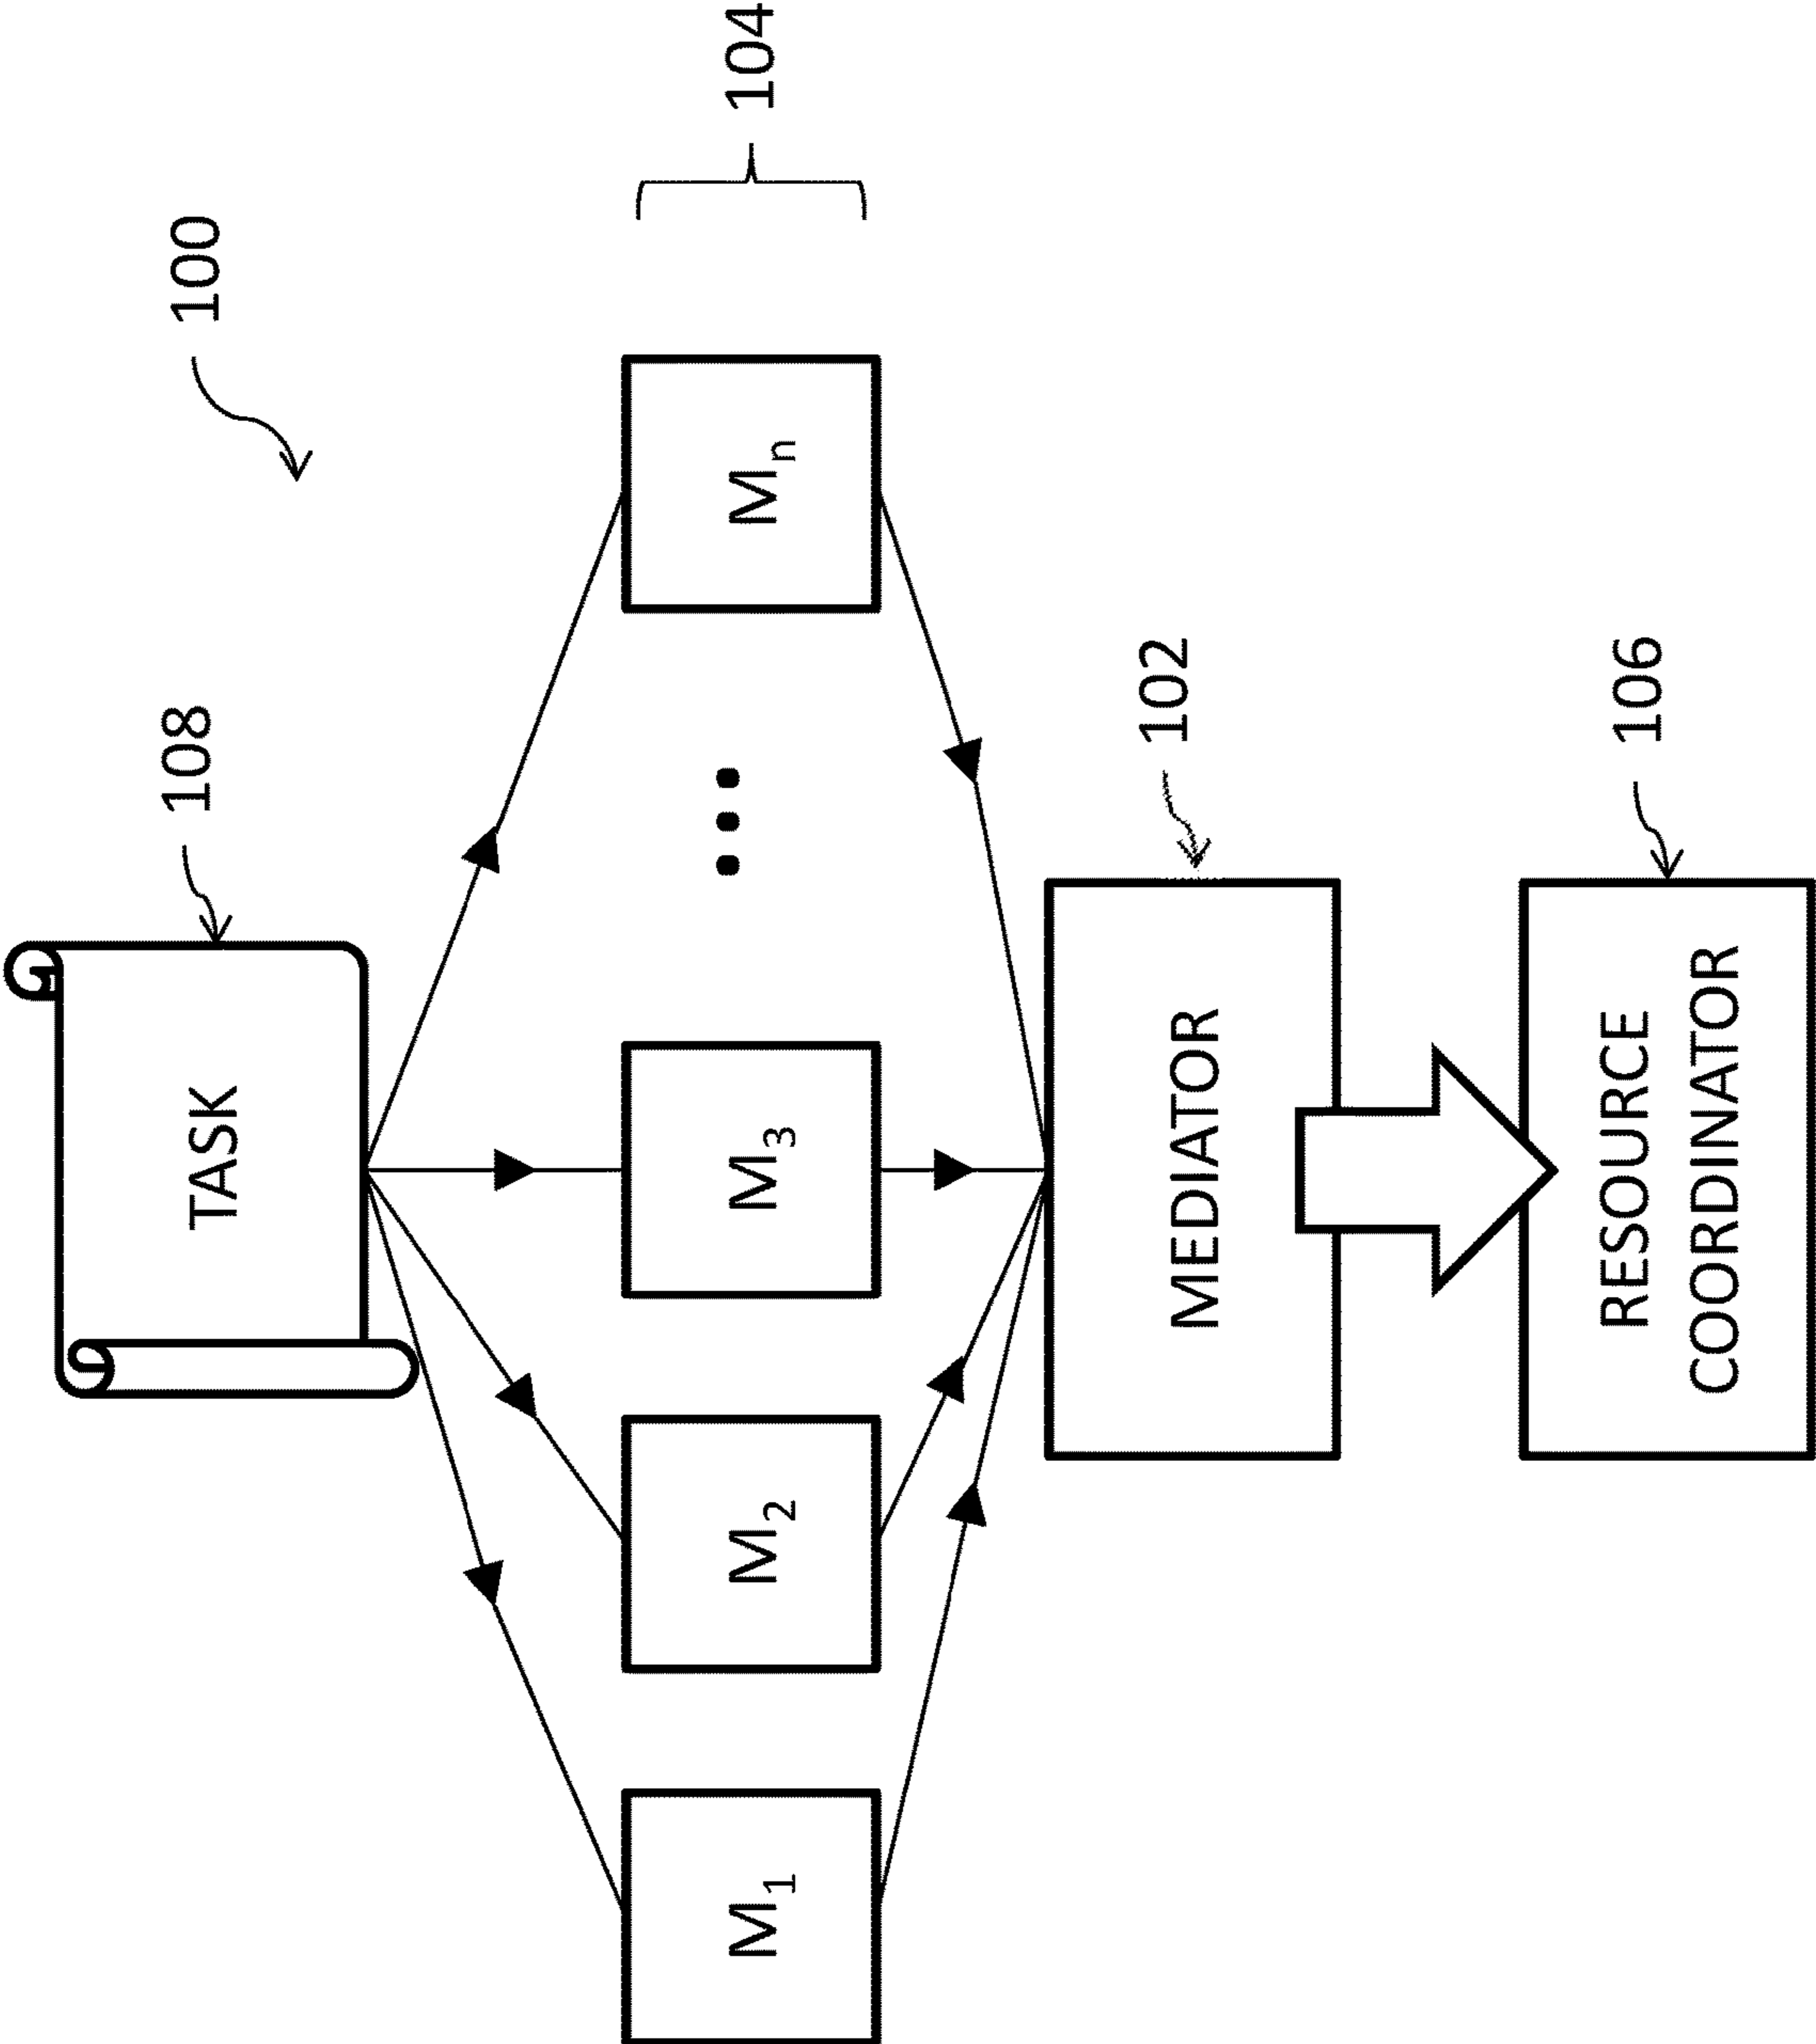 100
108
TASK
104
M1
M2
M3
...
Mn
102
MEDIATOR
106
RESOURCE
COORDINATOR